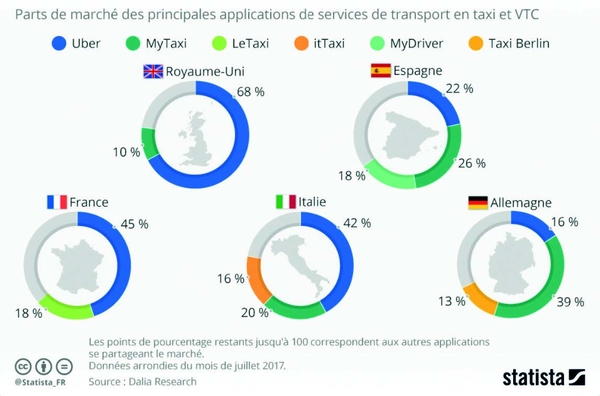 Parts de marché des principales applications de services de transport en taxi et VTC
Uber MyTaxi LeTaxi itTaxi MyDriver Taxi Berlin
Royaume-Uni
68 %
10 %
Espagne
22 %
26 %
18 %
France
45 %
18 %
Italie
42 %
16 %
20 %
Allemagne
16 %
39 %
13 %
Les points de pourcentage restants jusqu'à 100 correspondent aux autres applications
se partageant le marché.
Données arrondies du mois de juillet 2017.
Source : Dalia Research
cc
@Statista_FR
statista